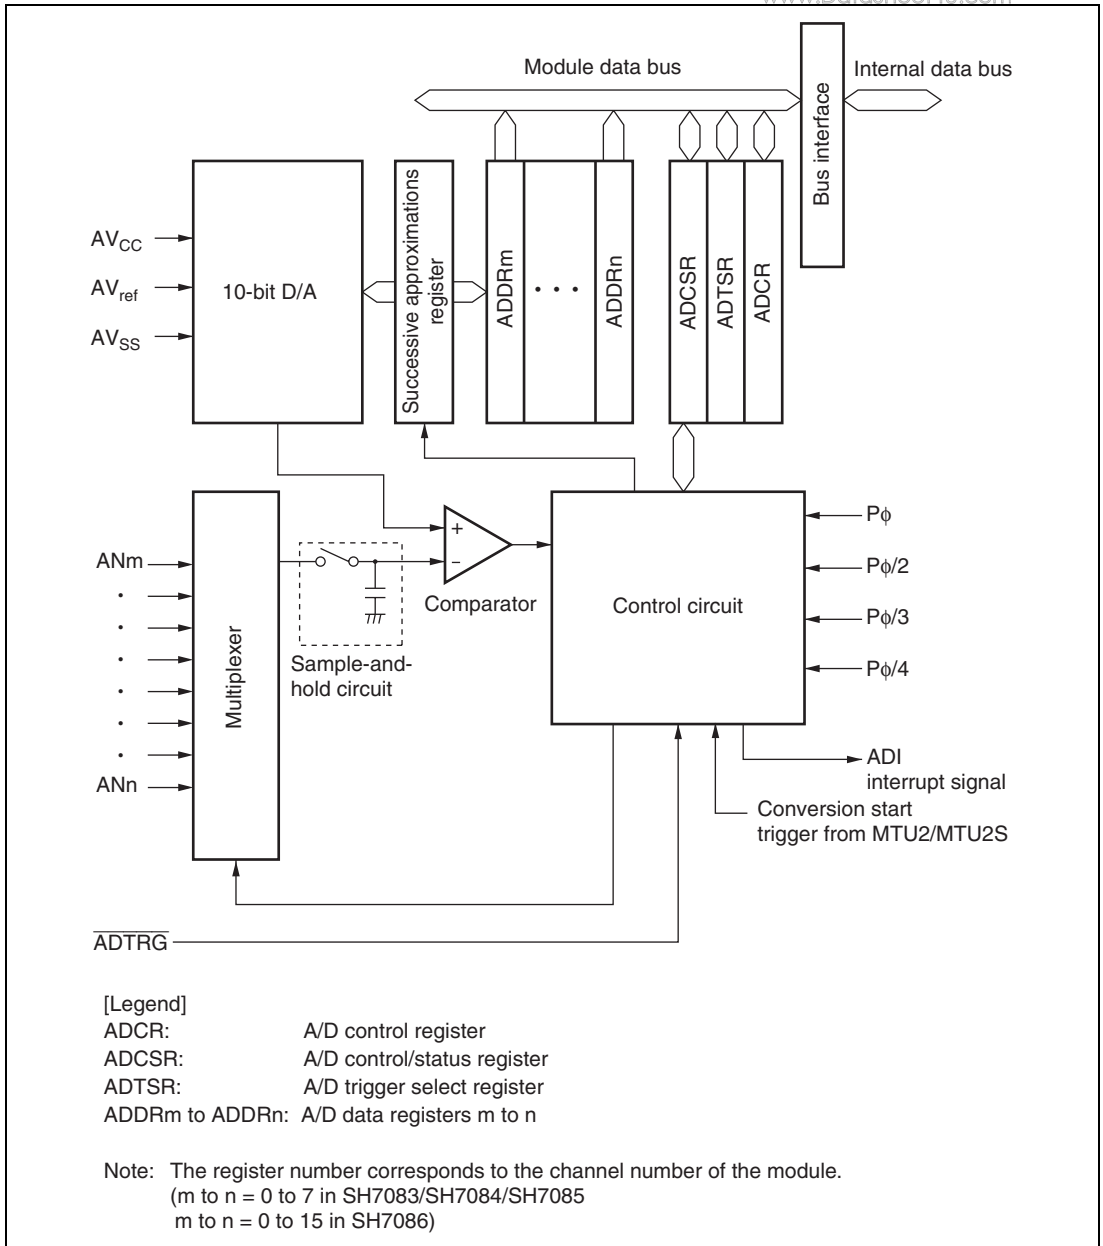 Module data bus
Internal data bus
Bus interface
AVCC
AVref
AVSS
10-bit D/A
Successive approximations
register
ADDRm
· · ·
ADDRn
ADCSR
ADTSR
ADCR
ANm
.
.
.
.
.
.
ANn
Multiplexer
Sample-and-
hold circuit
+
−
Comparator
Control circuit
Pϕ
Pϕ/2
Pϕ/3
Pϕ/4
ADI
interrupt signal
Conversion start
trigger from MTU2/MTU2S
ADTRG
[Legend]
ADCR: A/D control register
ADCSR: A/D control/status register
ADTSR: A/D trigger select register
ADDRm to ADDRn: A/D data registers m to n
Note: The register number corresponds to the channel number of the module.
(m to n = 0 to 7 in SH7083/SH7084/SH7085
m to n = 0 to 15 in SH7086)